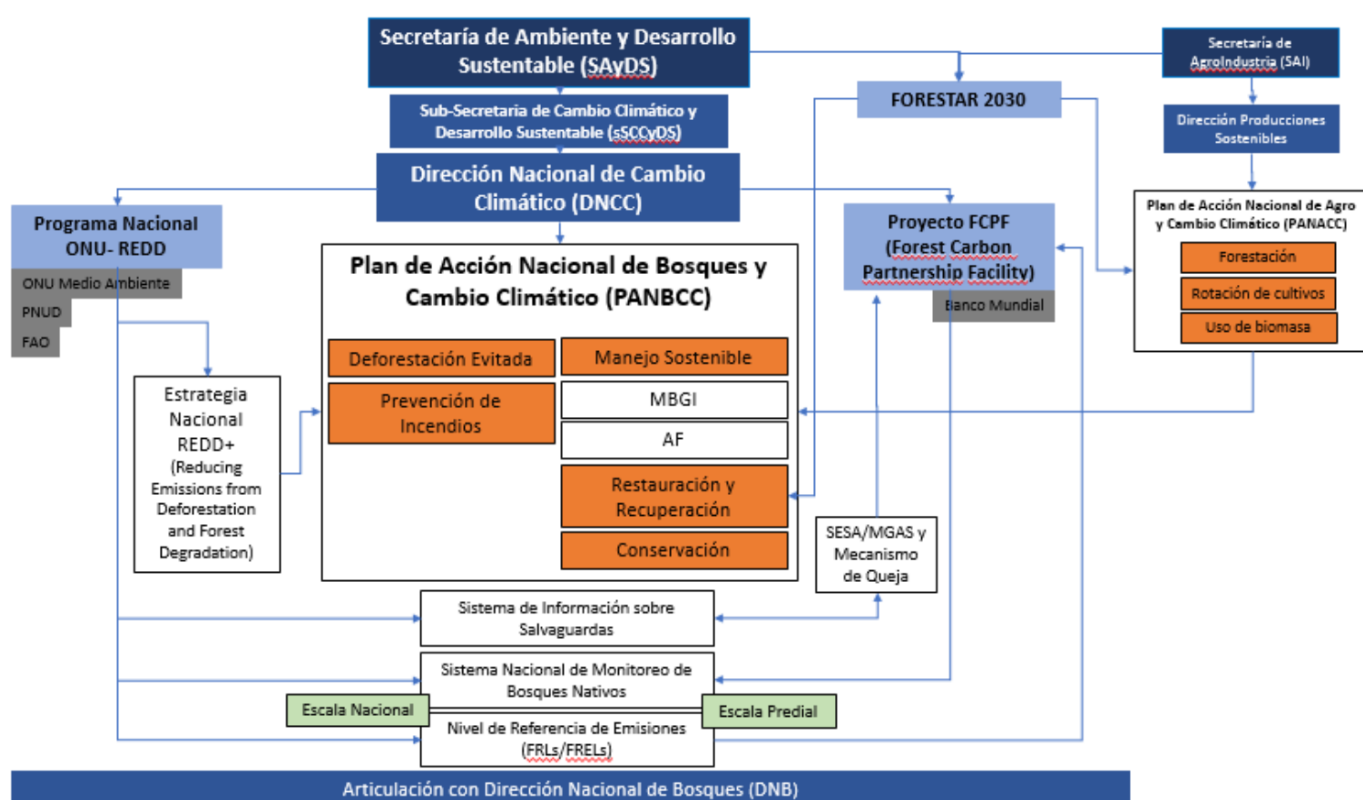 Secretaría de Ambiente y Desarrollo
Sustentable (SAyDS)
Secretaría de
AgroIndustria (SAI)
Sub-Secretaria de Cambio Climático y
Desarrollo Sustentable (sSCCyDS)
FORESTAR 2030
Dirección Producciones
Sostenibles
Dirección Nacional de Cambio
Climático (DNCC)
Programa Nacional
ONU- REDD
ONU Medio Ambiente
PNUD
FAO
Plan de Acción Nacional de Bosques y
Cambio Climático (PANBCC)
Proyecto FCPF
(Forest Carbon
Partnership Facility)
Banco Mundial
Plan de Acción Nacional de Agro
y Cambio Climático (PANACC)
Forestación
Rotación de cultivos
Uso de biomasa
Estrategia
Nacional
REDD+
(Reducing
Emissions from
Deforestation
and Forest
Degradation)
Deforestación Evitada
Prevención de
Incendios
Manejo Sostenible
MBGI
AF
Restauración y
Recuperación
Conservación
SESA/MGAS y
Mecanismo
de Queja
Sistema de Información sobre
Salvaguardas
Sistema Nacional de Monitoreo de
Bosques Nativos
Escala Nacional
Escala Predial
Nivel de Referencia de Emisiones
(FRLs/FRELs)
Articulación con Dirección Nacional de Bosques (DNB)